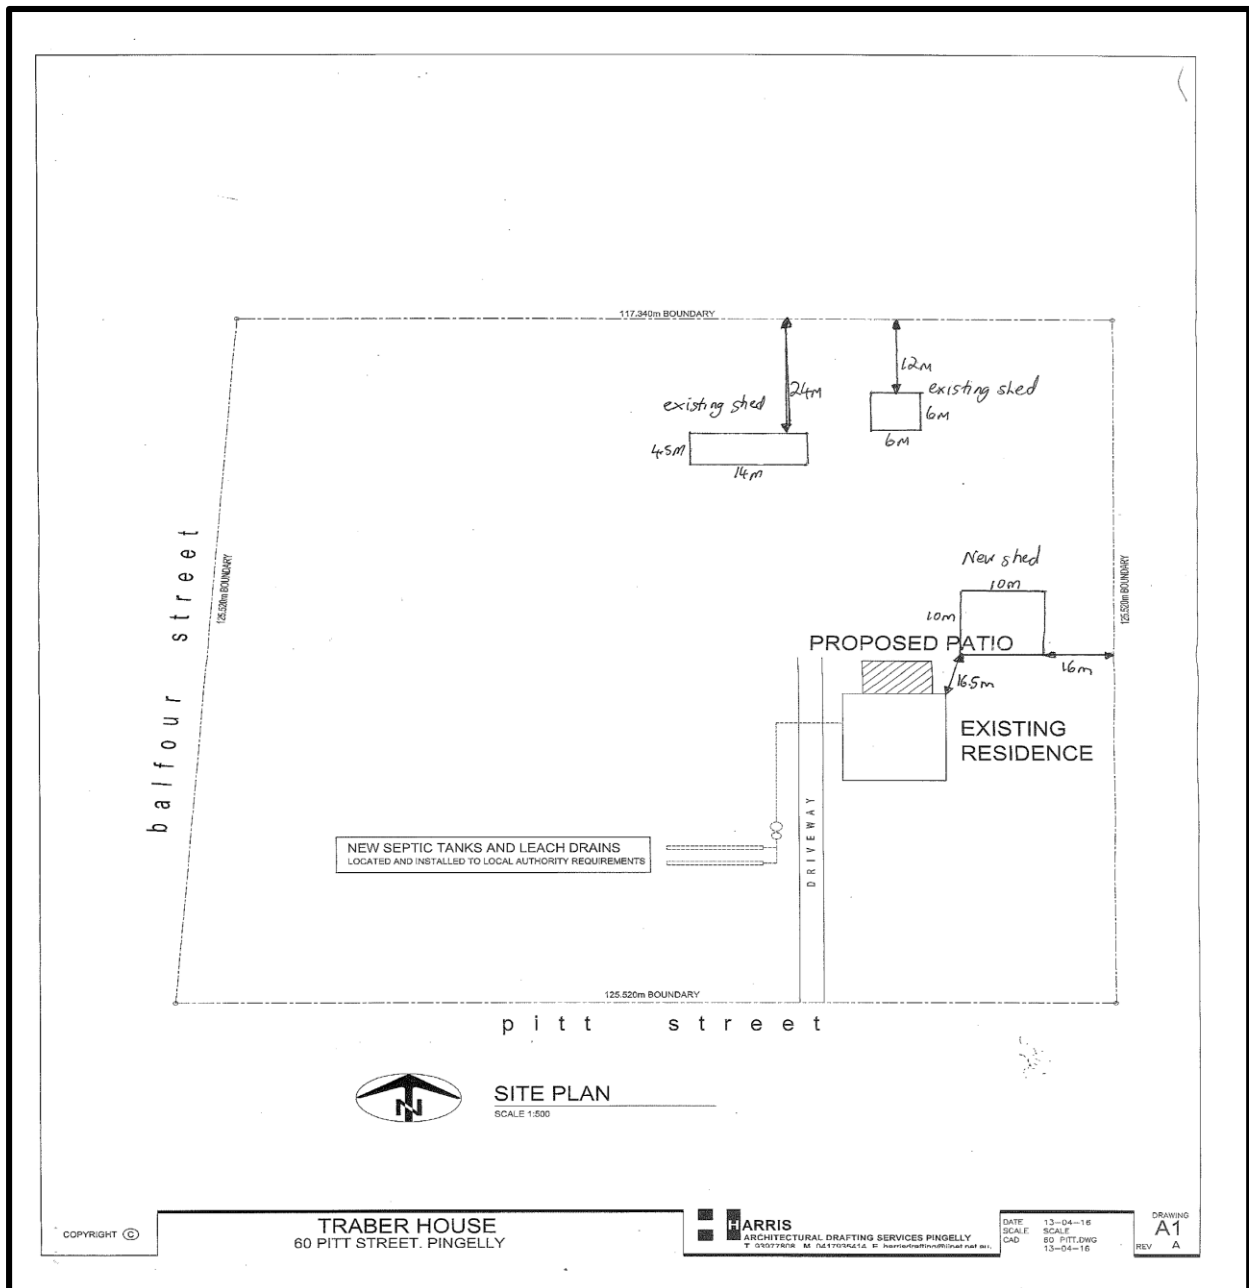 117.340m BOUNDARY
24m
12m
existing shed
existing shed
6m
6m
4.5m
14m
balfour street
125.520m BOUNDARY
125.520m BOUNDARY
New shed
10m
10m
PROPOSED PATIO
16m
16.5m
EXISTING
RESIDENCE
DRIVEWAY
NEW SEPTIC TANKS AND LEACH DRAINS
LOCATED AND INSTALLED TO LOCAL AUTHORITY REQUIREMENTS
125.520m BOUNDARY
pitt street
N
SITE PLAN
SCALE 1:500
COPYRIGHT ©
TRABER HOUSE
60 PITT STREET. PINGELLY
HARRIS
ARCHITECTURAL DRAFTING SERVICES PINGELLY
DATE 13-04-16
SCALE SCALE
CAD 60 PITT.DWG
13-04-16
DRAWING
A1
REV A